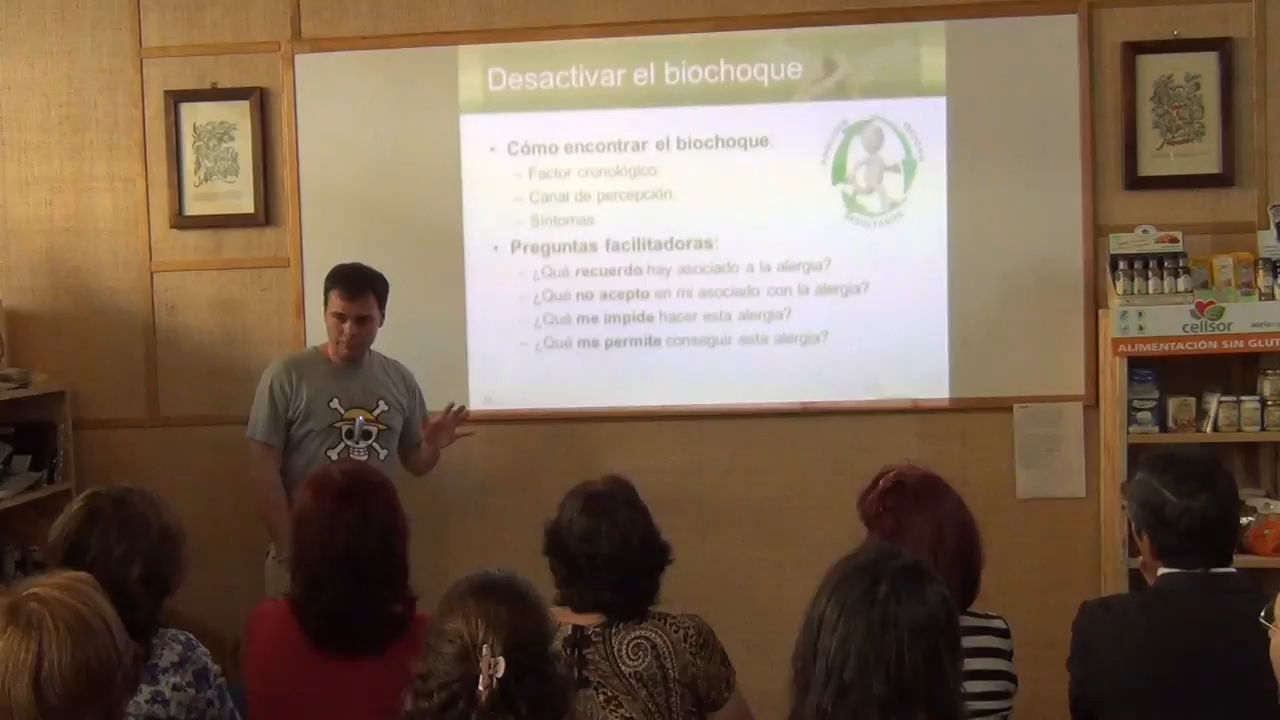 Desactivar el biochoque
• Cómo encontrar el biochoque:
– Factor cronológico.
– Canal de percepción.
– Síntomas.
• Preguntas facilitadoras:
– ¿Qué recuerdo hay asociado a la alergia?
– ¿Qué no acepto en mi asociado con la alergia?
– ¿Qué me impide hacer esta alergia?
– ¿Qué me permite conseguir esta alergia?
RESULTADOS
cellsor
ALIMENTACIÓN SIN GLUT